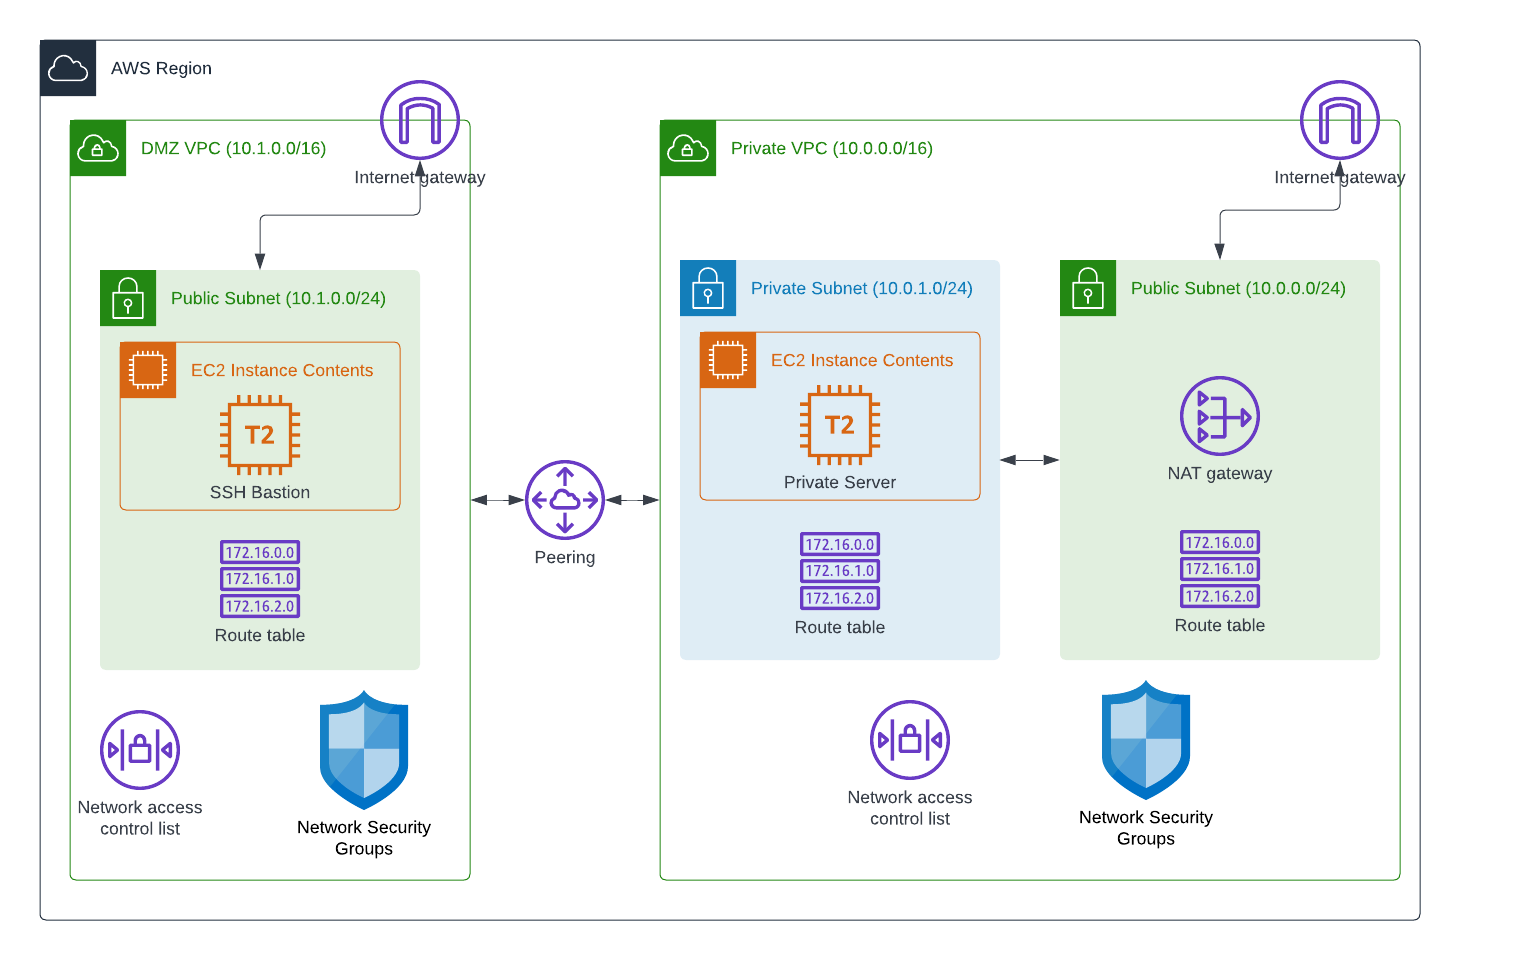 AWS Region
DMZ VPC (10.1.0.0/16)
Internet gateway
Public Subnet (10.1.0.0/24)
EC2 Instance Contents
T2
SSH Bastion
172.16.0.0
172.16.1.0
172.16.2.0
Route table
Network access
control list
Network Security
Groups
Peering
Private VPC (10.0.0.0/16)
Internet gateway
Private Subnet (10.0.1.0/24)
EC2 Instance Contents
T2
Private Server
172.16.0.0
172.16.1.0
172.16.2.0
Route table
Public Subnet (10.0.0.0/24)
NAT gateway
172.16.0.0
172.16.1.0
172.16.2.0
Route table
Network access
control list
Network Security
Groups